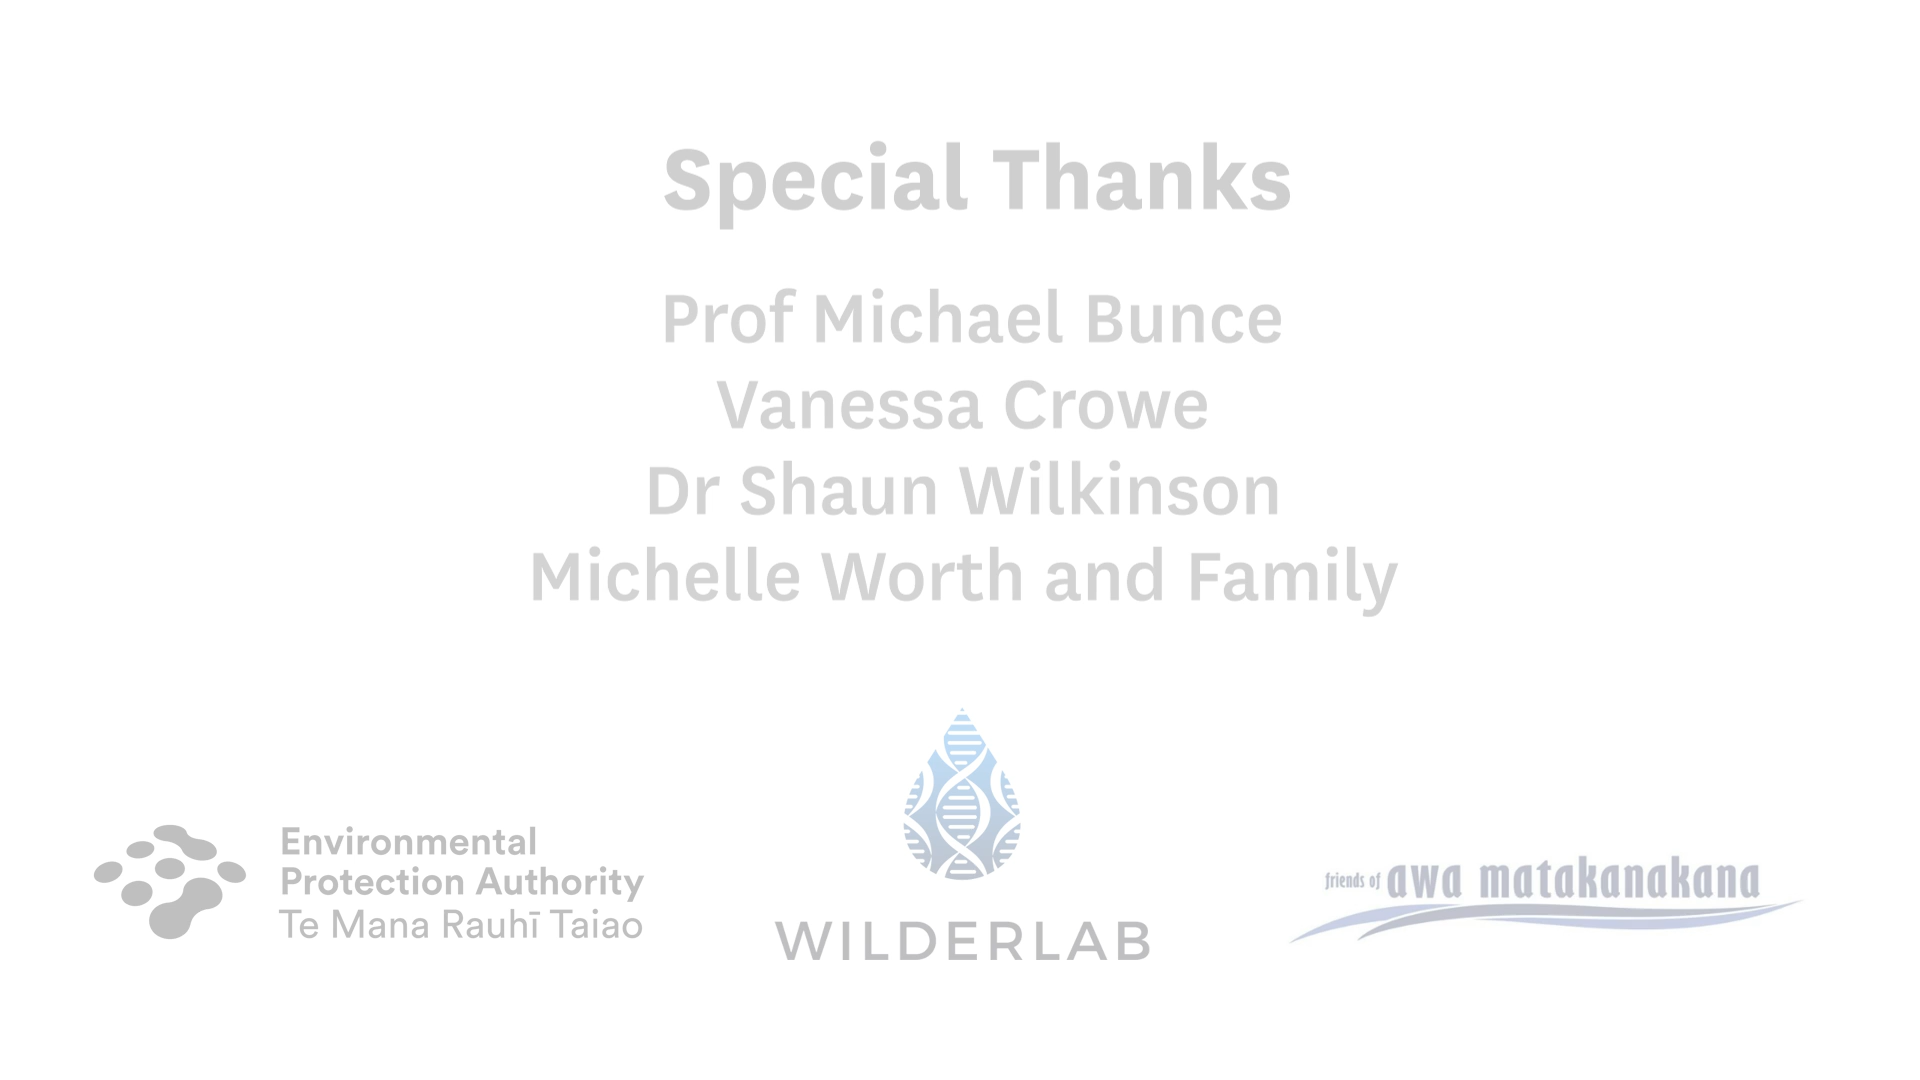 Special Thanks
Prof Michael Bunce
Vanessa Crowe
Dr Shaun Wilkinson
Michelle Worth and Family
Environmental
Protection Authority
Te Mana Rauhī Taiao
WILDERLAB
friends of awa matakanakana